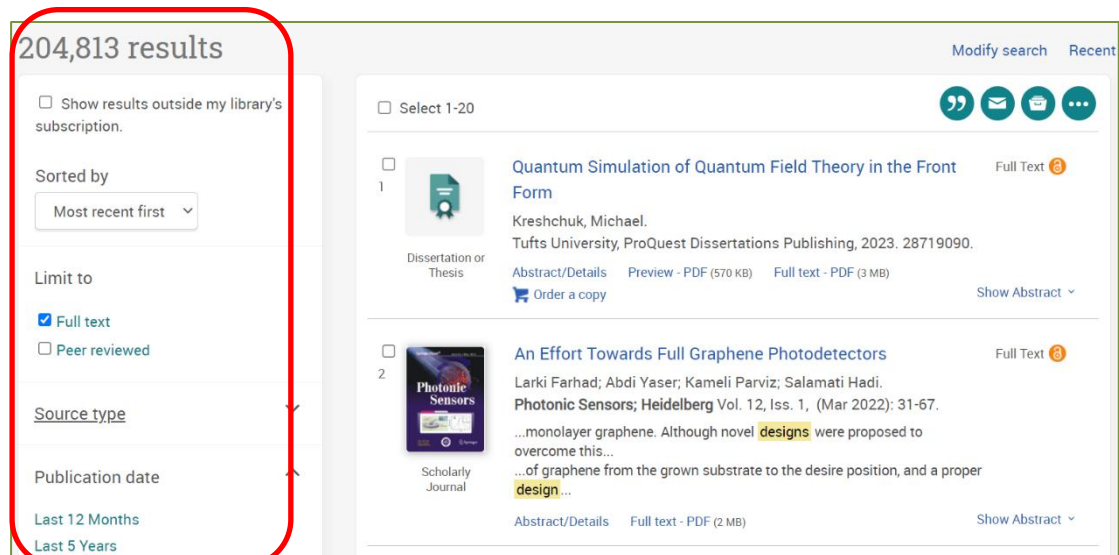 204,813 results
Modify search Recent
Show results outside my library's
subscription.
Sorted by
Most recent first
Limit to
Full text
Peer reviewed
Source type
Publication date
Last 12 Months
Last 5 Years
Select 1-20
1
Dissertation or
Thesis
Quantum Simulation of Quantum Field Theory in the Front
Form
Full Text
Kreshchuk, Michael.
Tufts University, ProQuest Dissertations Publishing, 2023. 28719090.
Abstract/Details Preview - PDF (570 KB) Full text - PDF (3 MB)
Order a copy
Show Abstract
2
Photonic
Sensors
Scholarly
Journal
An Effort Towards Full Graphene Photodetectors
Full Text
Larki Farhad; Abdi Yaser; Kameli Parviz; Salamati Hadi.
Photonic Sensors; Heidelberg Vol. 12, Iss. 1, (Mar 2022): 31-67.
...monolayer graphene. Although novel designs were proposed to
overcome this...
...of graphene from the grown substrate to the desire position, and a proper
design...
Abstract/Details Full text - PDF (2 MB)
Show Abstract